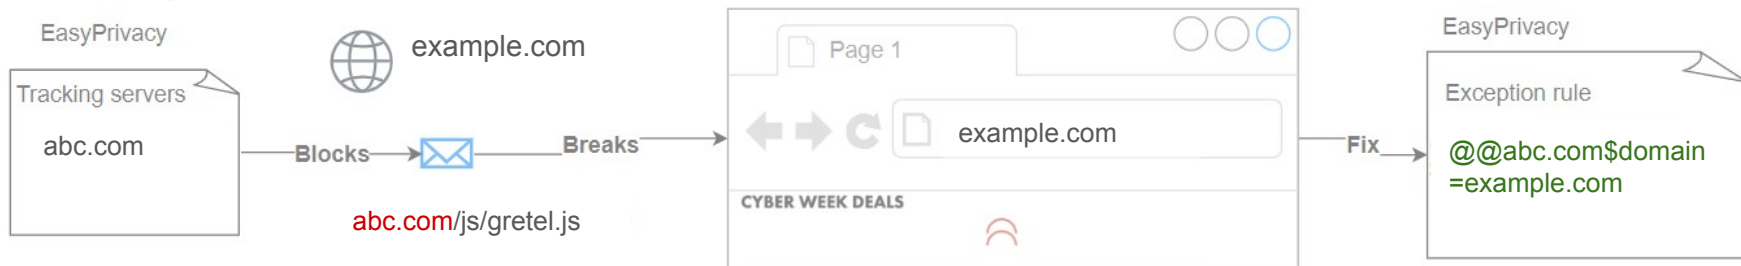 EasyPrivacy
Tracking servers
abc.com
Blocks
example.com
abc.com/js/gretel.js
Breaks
Page 1
example.com
CYBER WEEK DEALS
Fix
EasyPrivacy
Exception rule
@@abc.com$domain
=example.com